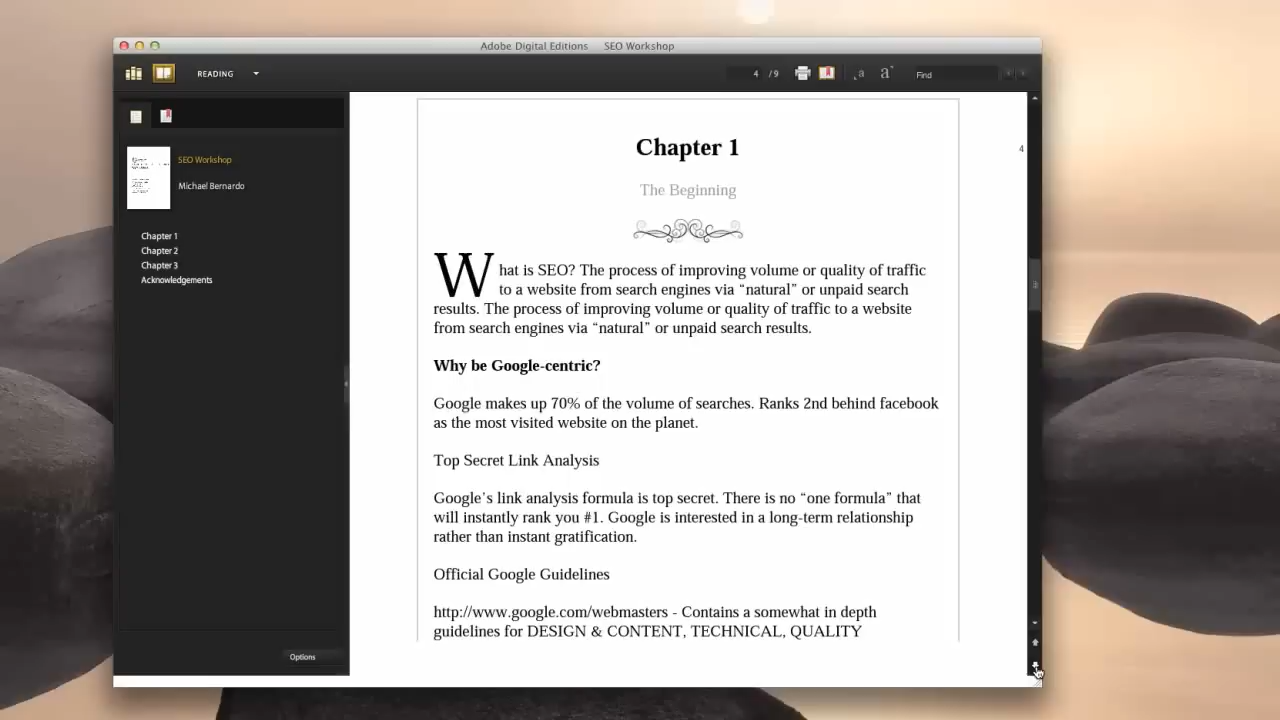 Adobe Digital Editions SEO Workshop
READING
4 / 9
a
a
Find
SEO Workshop
Michael Bernardo
Chapter 1
Chapter 2
Chapter 3
Acknowledgements
Options
Chapter 1
4
The Beginning
What is SEO? The process of improving volume or quality of traffic
to a website from search engines via “natural” or unpaid search
results. The process of improving volume or quality of traffic to a website
from search engines via “natural” or unpaid search results.
Why be Google-centric?
Google makes up 70% of the volume of searches. Ranks 2nd behind facebook
as the most visited website on the planet.
Top Secret Link Analysis
Google’s link analysis formula is top secret. There is no “one formula” that
will instantly rank you #1. Google is interested in a long-term relationship
rather than instant gratification.
Official Google Guidelines
http://www.google.com/webmasters - Contains a somewhat in depth
guidelines for DESIGN & CONTENT, TECHNICAL, QUALITY